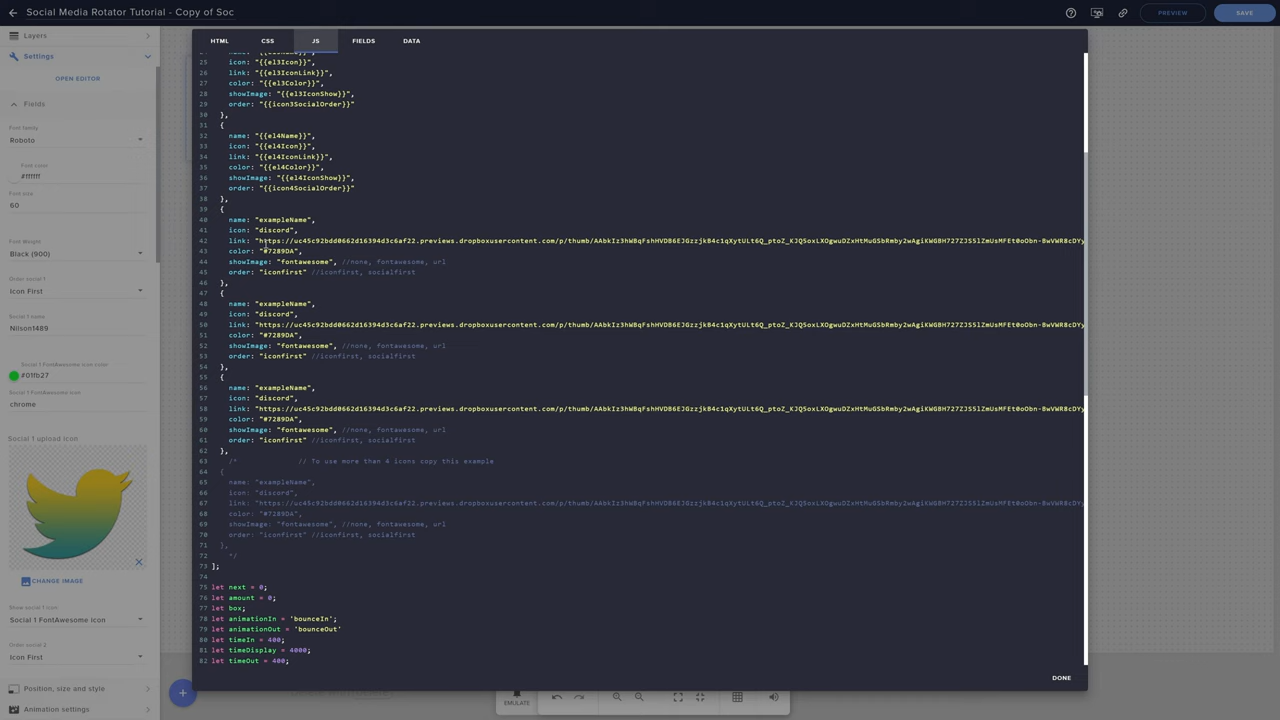 Social Media Rotator Tutorial - Copy of Soc
PREVIEW
SAVE
Layers
Settings
OPEN EDITOR
Fields
Font family
Roboto
Font color
#ffffff
Font size
60
Font Weight
Black (900)
Order social 1
Icon First
Social 1 name
Nilson1489
Social 1 FontAwesome icon color
#01fb27
Social 1 FontAwesome icon
chrome
Social 1 upload icon
CHANGE IMAGE
Show social 1 icon
Social 1 FontAwesome icon
Order social 2
Icon First
Position, size and style
Animation settings
HTML
CSS
JS
FIELDS
DATA
25 icon: "{{el3Icon}}",
26 link: "{{el3IconLink}}",
27 color: "{{el3Color}}",
28 showImage: "{{el3IconShow}}",
29 order: "{{icon3SocialOrder}}"
30 },
31 {
32 name: "{{el4Name}}",
33 icon: "{{el4Icon}}",
34 link: "{{el4IconLink}}",
35 color: "{{el4Color}}",
36 showImage: "{{el4IconShow}}",
37 order: "{{icon4SocialOrder}}"
38 },
39 {
40 name: "exampleName",
41 icon: "discord",
42 link:
43 color: "#7289DA",
44 showImage: "fontawesome", //none, fontawesome, url
45 order: "iconfirst" //iconfirst, socialfirst
46 },
47 {
48 name: "exampleName",
49 icon: "discord",
50 link:
51 color: "#7289DA",
52 showImage: "fontawesome", //none, fontawesome, url
53 order: "iconfirst" //iconfirst, socialfirst
54 },
55 {
56 name: "exampleName",
57 icon: "discord",
58 link:
59 color: "#7289DA",
60 showImage: "fontawesome", //none, fontawesome, url
61 order: "iconfirst" //iconfirst, socialfirst
62 },
63 /* // To use more than 4 icons copy this example
64 {
65 name: "exampleName",
66 icon: "discord",
67 link:
68 color: "#7289DA",
69 showImage: "fontawesome", //none, fontawesome, url
70 order: "iconfirst" //iconfirst, socialfirst
71 },
72 */
73 ];
74
75 let next = 0;
76 let amount = 0;
77 let box;
78 let animationIn = 'bounceIn';
79 let animationOut = 'bounceOut'
80 let timeIn = 400;
81 let timeDisplay = 4000;
82 let timeOut = 400;
DONE
EMULATE